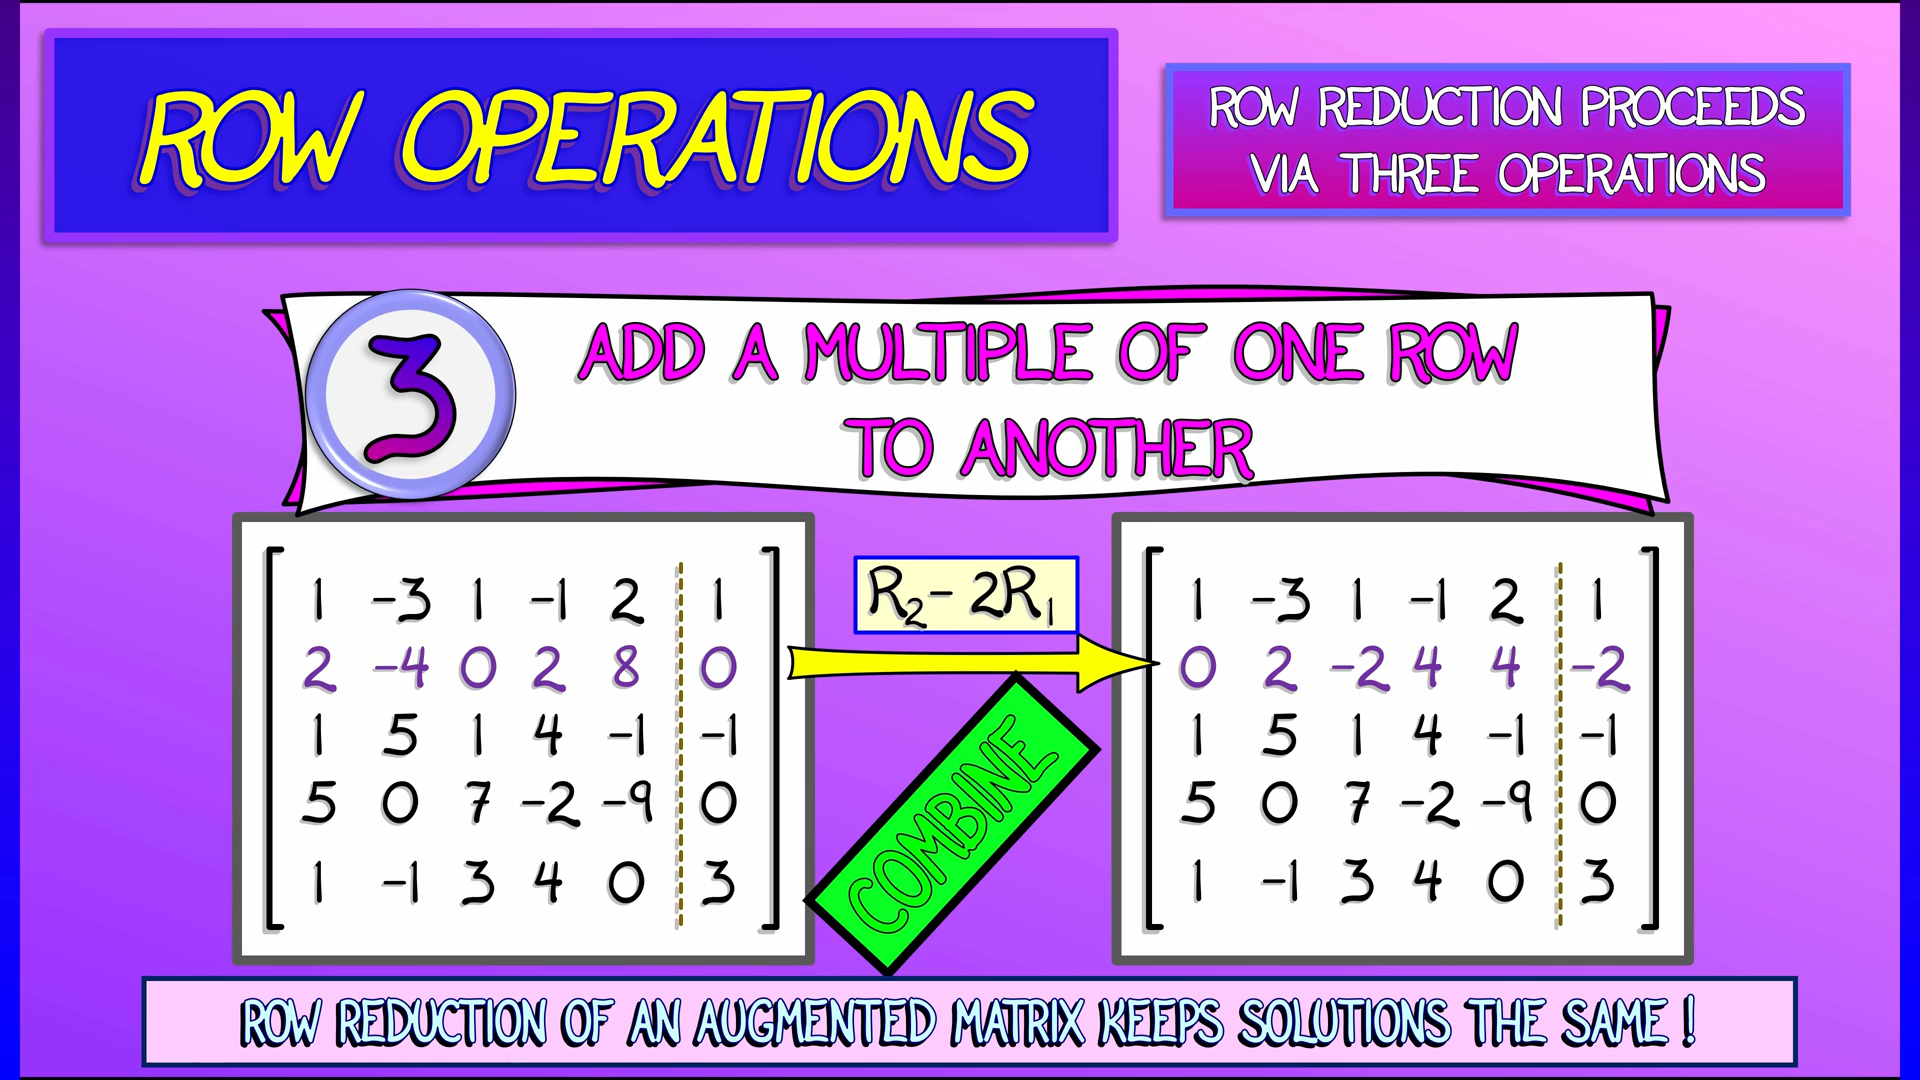 ROW OPERATIONS
ROW REDUCTION PROCEEDS
VIA THREE OPERATIONS
3
ADD A MULTIPLE OF ONE ROW
TO ANOTHER
1 -3 1 -1 2 1
2 -4 0 2 8 0
1 5 1 4 -1 -1
5 0 7 -2 -9 0
1 -1 3 4 0 3
R₂- 2R₁
COMBINE
1 -3 1 -1 2 1
0 2 -2 4 4 -2
1 5 1 4 -1 -1
5 0 7 -2 -9 0
1 -1 3 4 0 3
ROW REDUCTION OF AN AUGMENTED MATRIX KEEPS SOLUTIONS THE SAME !